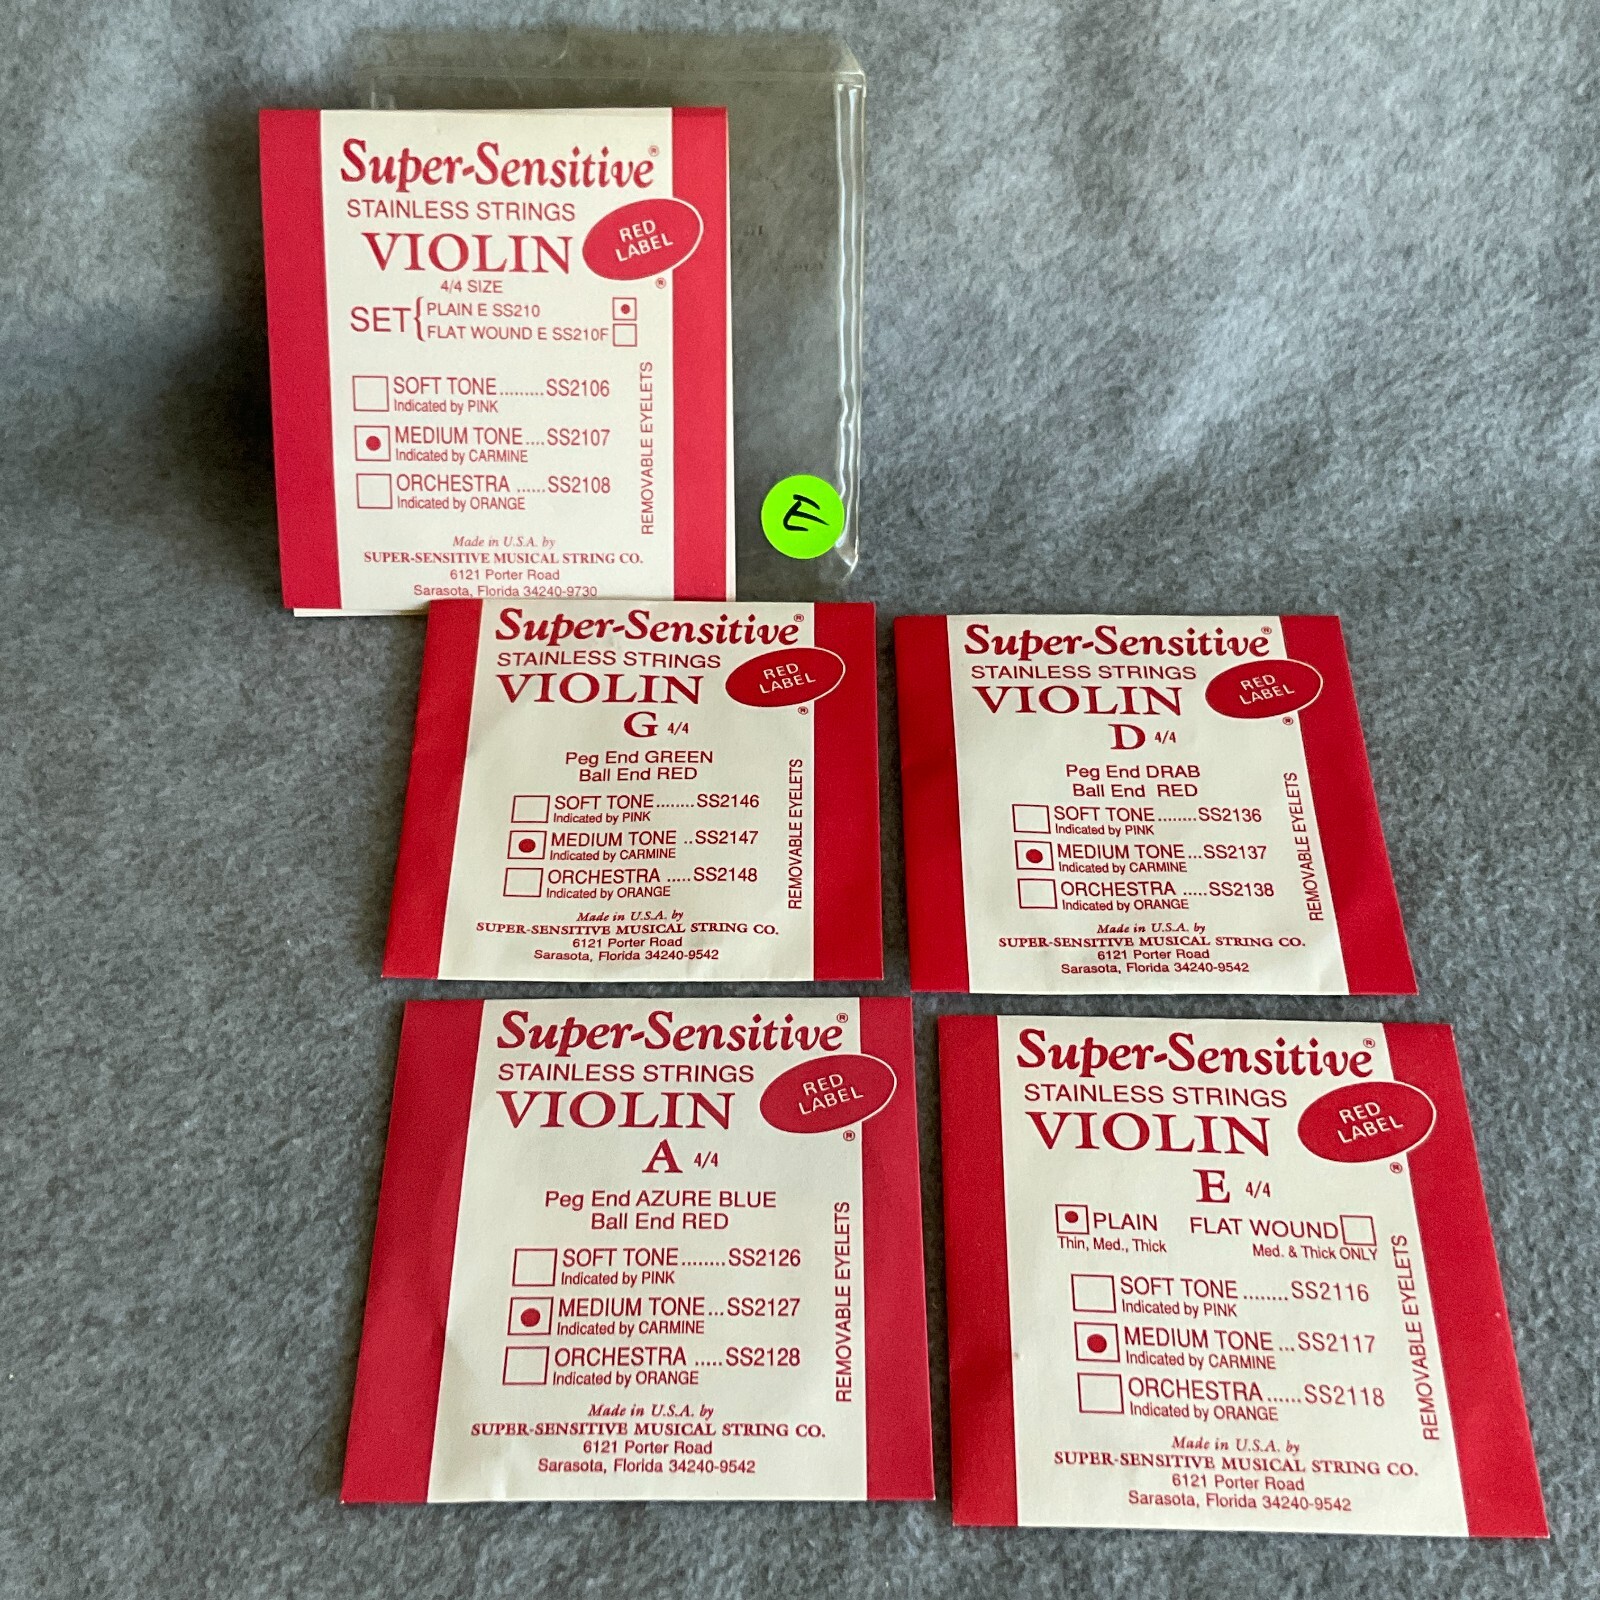 Super-Sensitive®
STAINLESS STRINGS
VIOLIN
RED
LABEL
®
4/4 SIZE
SET{
PLAIN E SS210
FLAT WOUND E SS210F
SOFT TONE.........SS2106
Indicated by PINK
MEDIUM TONE....SS2107
Indicated by CARMINE
ORCHESTRA ......SS2108
Indicated by ORANGE
REMOVABLE EYELETS
Made in U.S.A. by
SUPER-SENSITIVE MUSICAL STRING CO.
6121 Porter Road
Sarasota, Florida 34240-9730
E
Super-Sensitive®
STAINLESS STRINGS
VIOLIN
RED
LABEL
®
G 4/4
Peg End GREEN
Ball End RED
SOFT TONE........SS2146
Indicated by PINK
MEDIUM TONE ..SS2147
Indicated by CARMINE
ORCHESTRA .....SS2148
Indicated by ORANGE
REMOVABLE EYELETS
Made in U.S.A. by
SUPER-SENSITIVE MUSICAL STRING CO.
6121 Porter Road
Sarasota, Florida 34240-9542
Super-Sensitive®
STAINLESS STRINGS
VIOLIN
RED
LABEL
®
D 4/4
Peg End DRAB
Ball End RED
SOFT TONE........SS2136
Indicated by PINK
MEDIUM TONE...SS2137
Indicated by CARMINE
ORCHESTRA .....SS2138
Indicated by ORANGE
REMOVABLE EYELETS
Made in U.S.A. by
SUPER-SENSITIVE MUSICAL STRING CO.
6121 Porter Road
Sarasota, Florida 34240-9542
Super-Sensitive®
STAINLESS STRINGS
VIOLIN
RED
LABEL
®
A 4/4
Peg End AZURE BLUE
Ball End RED
SOFT TONE........SS2126
Indicated by PINK
MEDIUM TONE...SS2127
Indicated by CARMINE
ORCHESTRA .....SS2128
Indicated by ORANGE
REMOVABLE EYELETS
Made in U.S.A. by
SUPER-SENSITIVE MUSICAL STRING CO.
6121 Porter Road
Sarasota, Florida 34240-9542
Super-Sensitive®
STAINLESS STRINGS
VIOLIN
RED
LABEL
®
E 4/4
PLAIN FLAT WOUND
Thin, Med., Thick Med. & Thick ONLY
SOFT TONE........SS2116
Indicated by PINK
MEDIUM TONE...SS2117
Indicated by CARMINE
ORCHESTRA......SS2118
Indicated by ORANGE
REMOVABLE EYELETS
Made in U.S.A. by
SUPER-SENSITIVE MUSICAL STRING CO.
6121 Porter Road
Sarasota, Florida 34240-9542